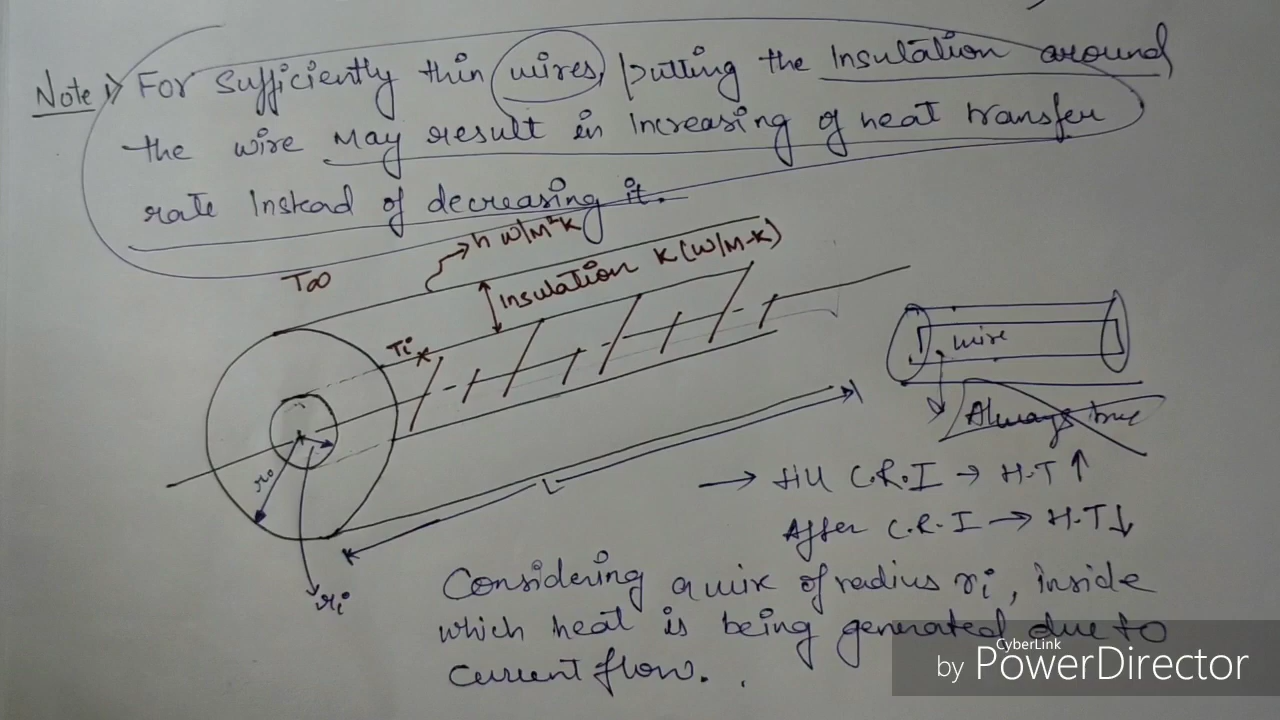 Note:→ For Sufficiently thin wires, putting the Insulation around
the wire may result in Increasing of heat transfer
rate Instead of decreasing it.
h W/m²K
T∞
Insulation K (W/m-K)
Ti
wire
Always true
ro
L
→ till C.R.I → H.T ↑
After C.R.I → H.T ↓
ri
Considering a wire of radius ri, inside
which heat is being generated due to
current flow.
CyberLink
by PowerDirector